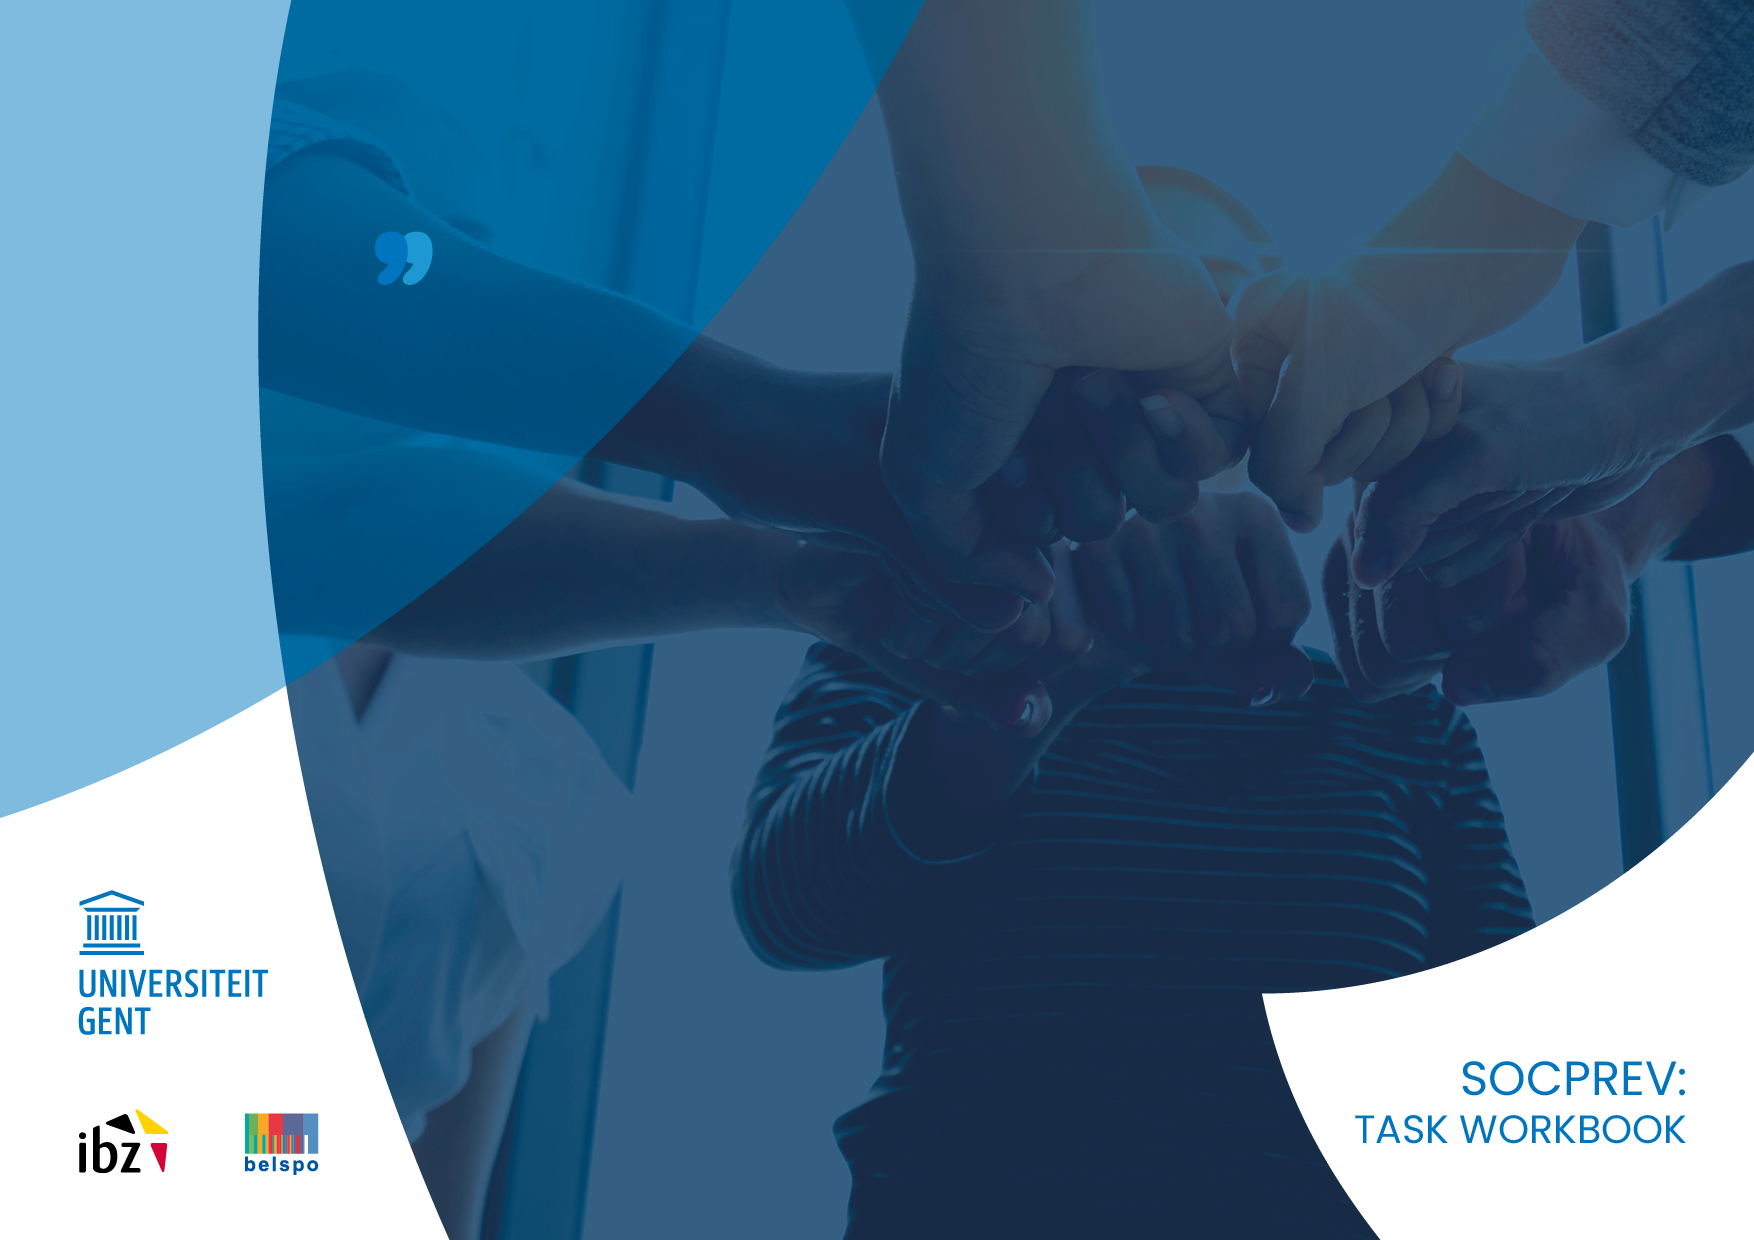 UNIVERSITEIT
GENT
ibz
belspo
SOCPREV:
TASK WORKBOOK